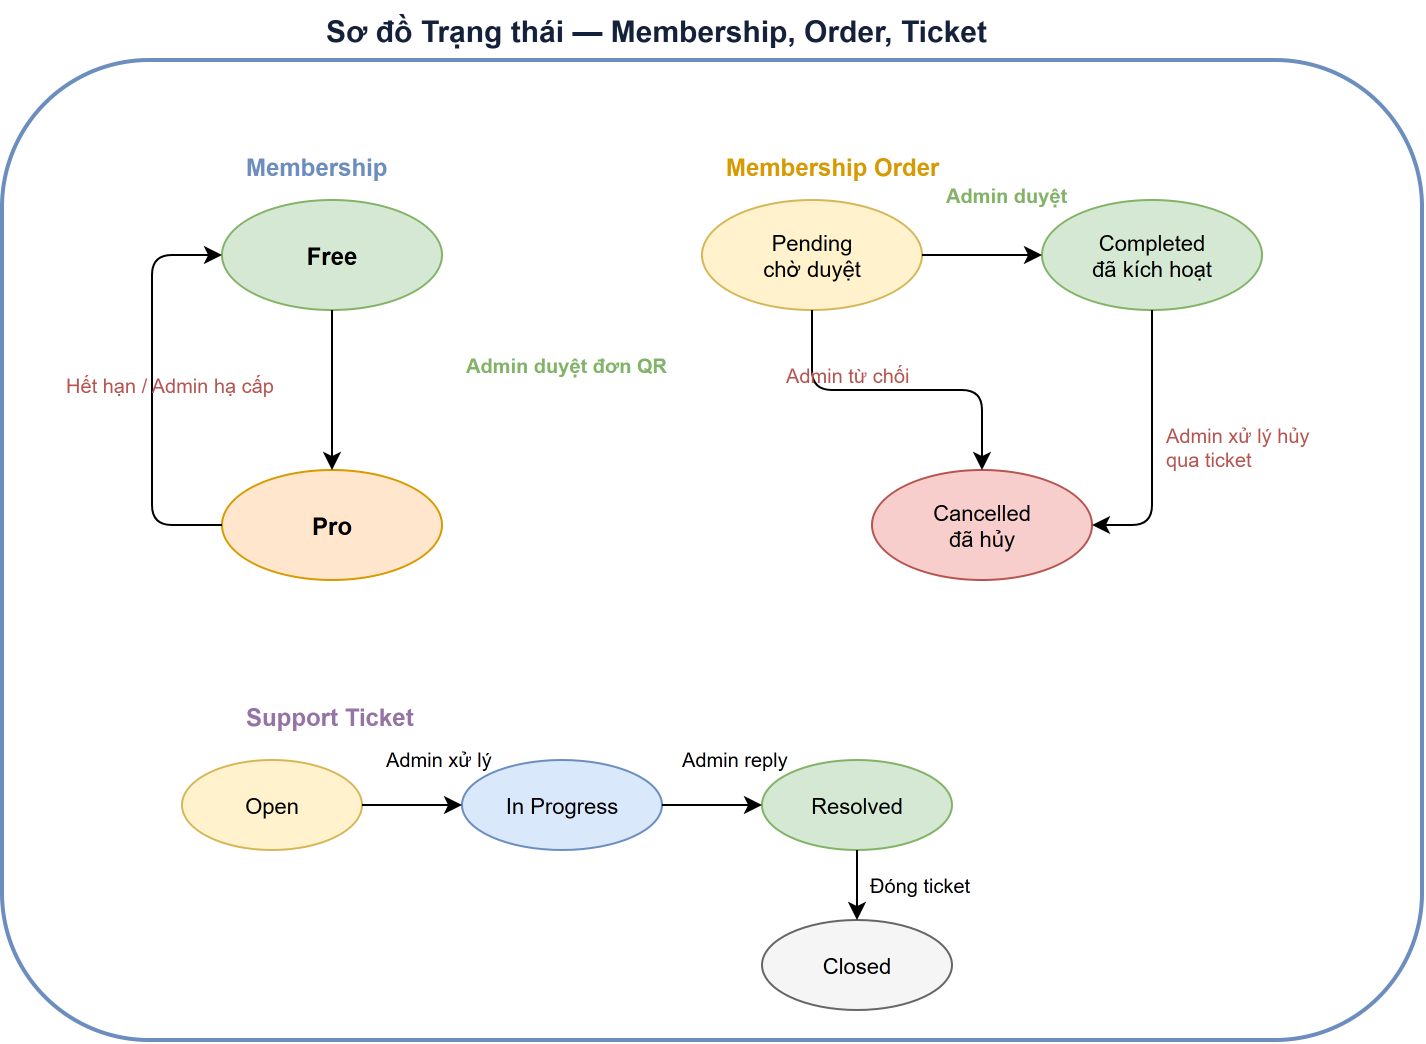 Sơ đồ Trạng thái — Membership, Order, Ticket
Membership
Free
Hết hạn / Admin hạ cấp
Admin duyệt đơn QR
Pro
Membership Order
Admin duyệt
Pending
chờ duyệt
Completed
đã kích hoạt
Admin từ chối
Admin xử lý hủy
qua ticket
Cancelled
đã hủy
Support Ticket
Admin xử lý
Admin reply
Open
In Progress
Resolved
Đóng ticket
Closed